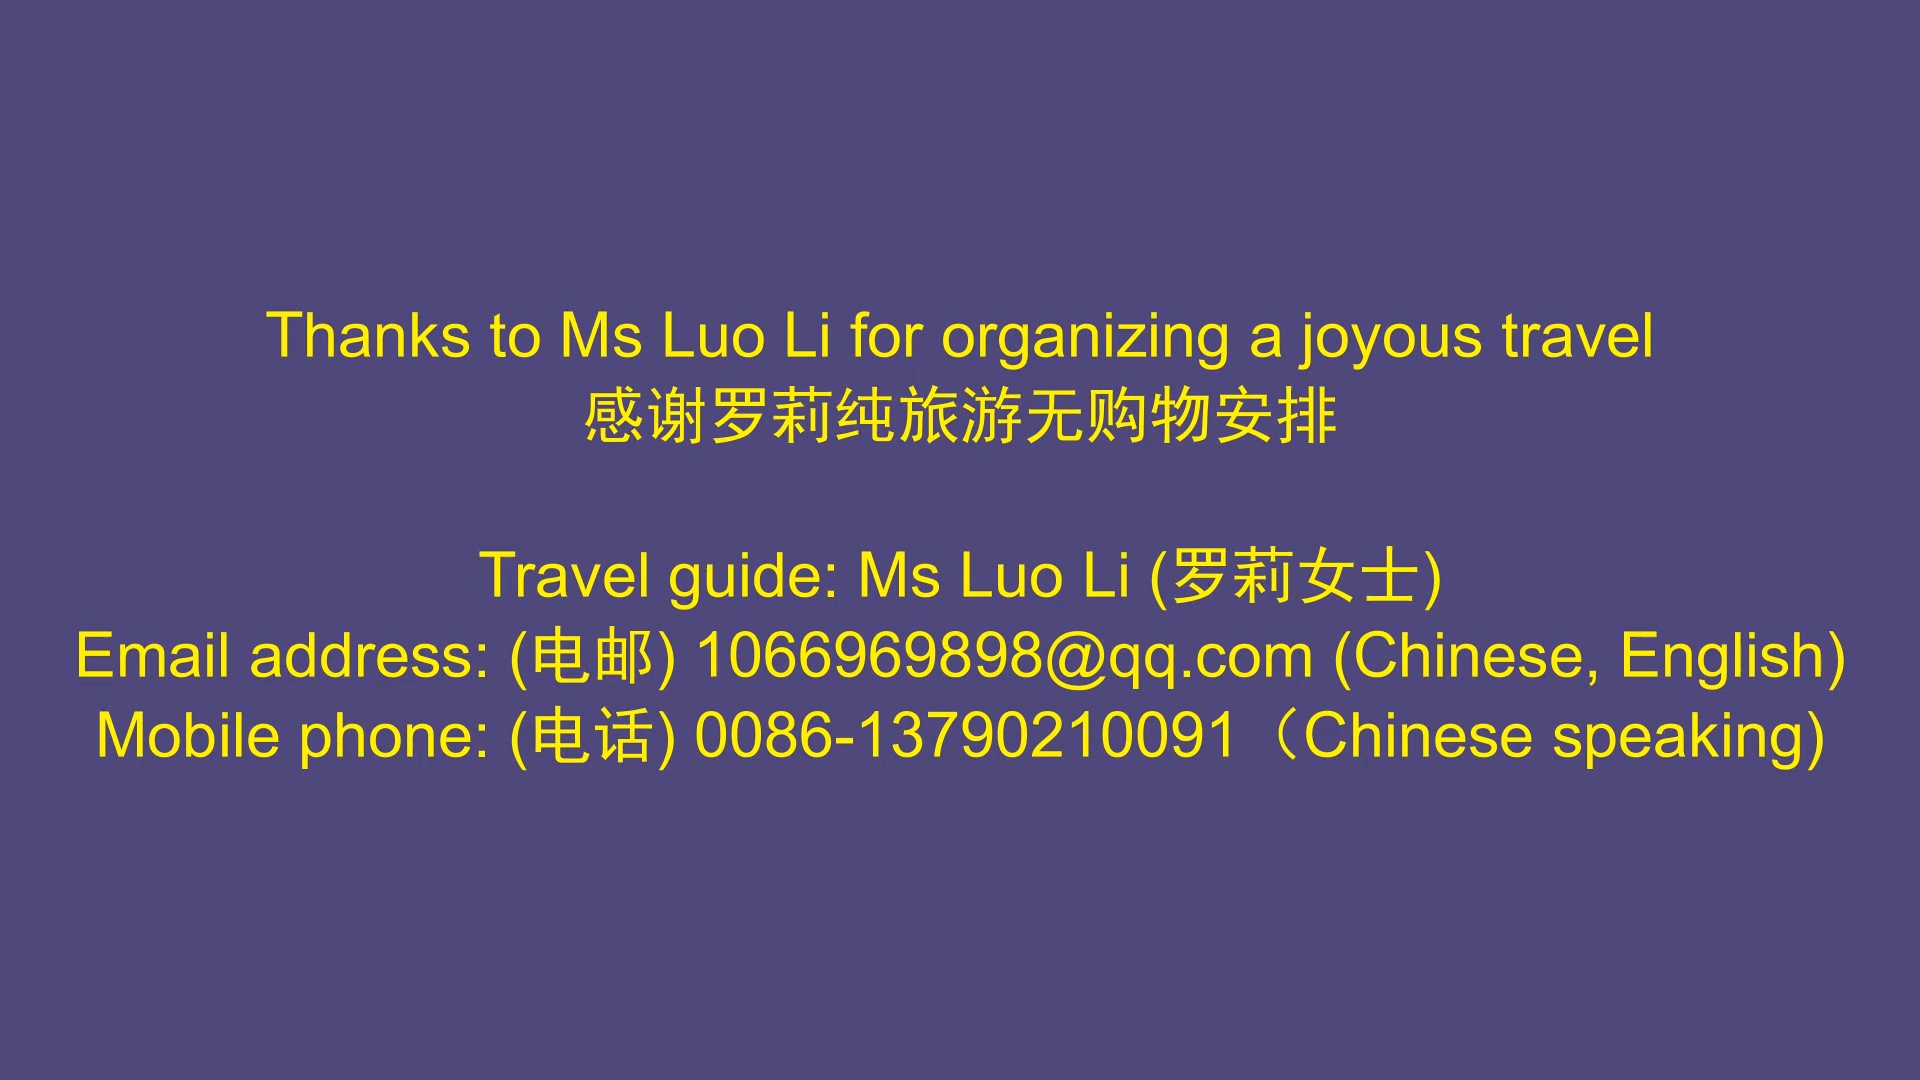 Thanks to Ms Luo Li for organizing a joyous travel
感谢罗莉纯旅游无购物安排
Travel guide: Ms Luo Li (罗莉女士)
Email address: (电邮) 1066969898@qq.com (Chinese, English)
Mobile phone: (电话) 0086-13790210091（Chinese speaking)